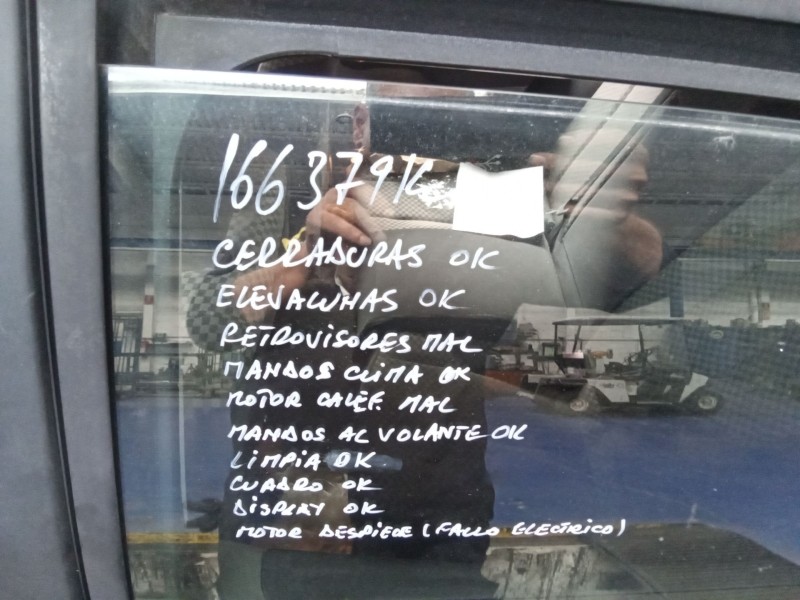 166379K
CERRADURAS OK
ELEVALUNAS OK
RETROVISORES MAL
MANDOS CLIMA OK
MOTOR CALEF. MAL
MANDOS AL VOLANTE OK
LIMPIA OK
CUADRO OK
DISPLAY OK
MOTOR DESPIECE (FALLO ELECTRICO)